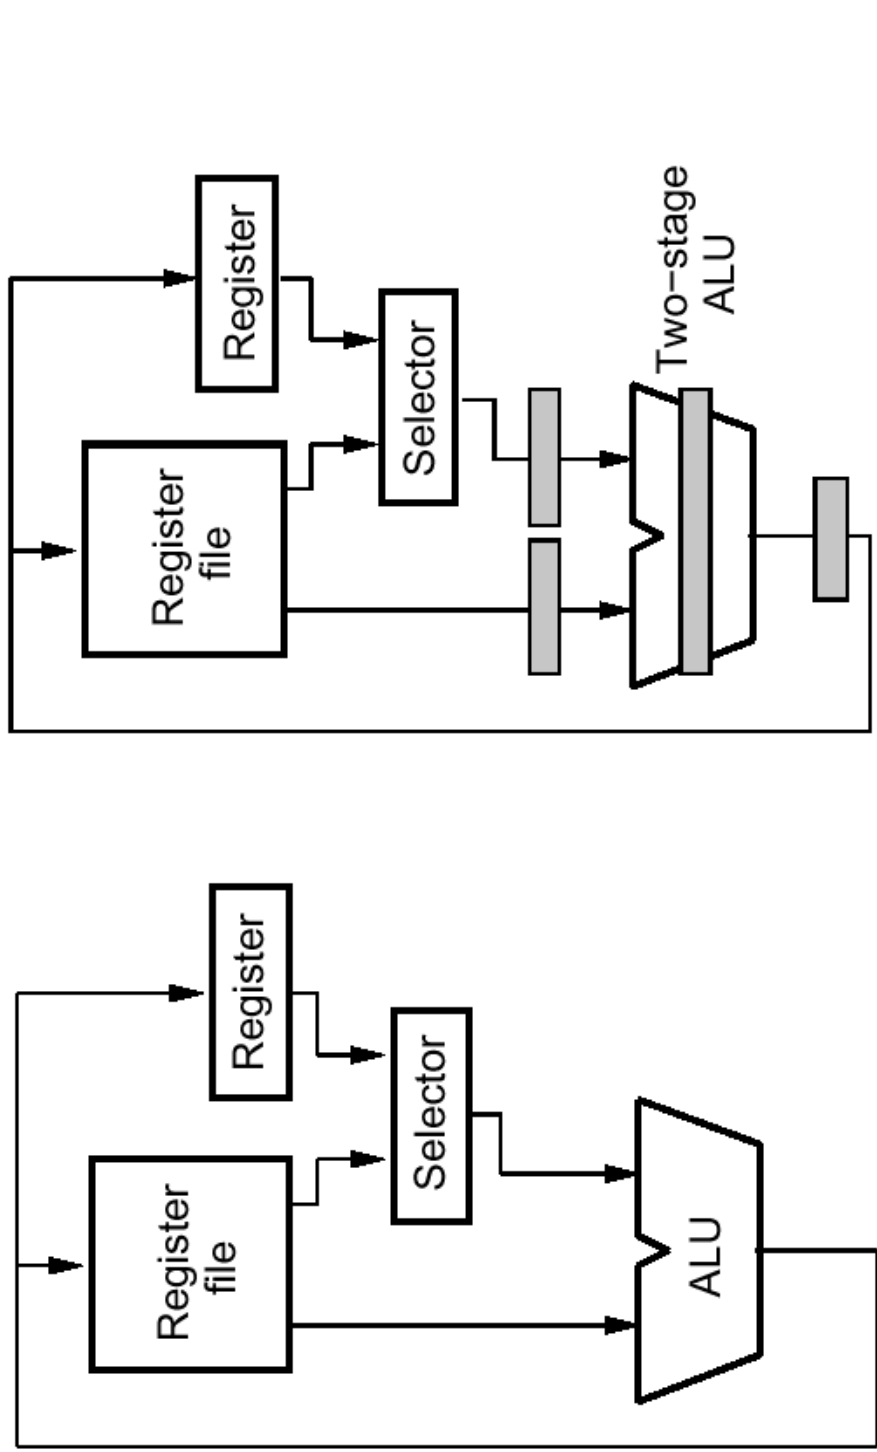 Register
file
Register
Selector
ALU
Register
file
Register
Selector
Two−stage
ALU